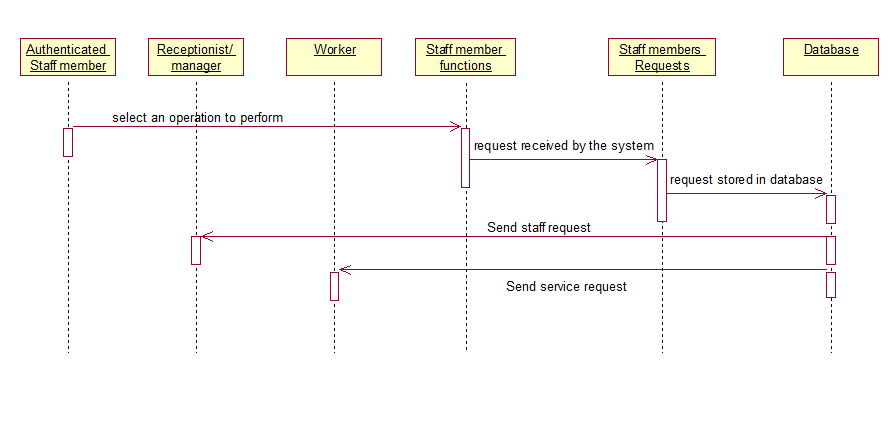 Authenticated
Staff member
Receptionist/
manager
Worker
Staff member
functions
Staff members
Requests
Database
select an operation to perform
request received by the system
request stored in database
Send staff request
Send service request